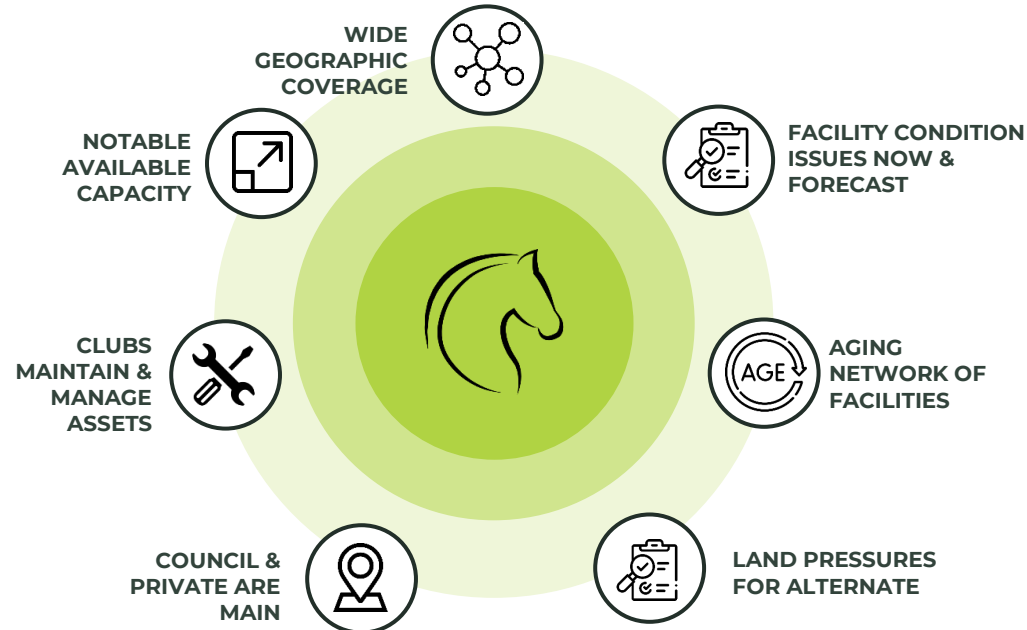 WIDE
GEOGRAPHIC
COVERAGE
NOTABLE
AVAILABLE
CAPACITY
FACILITY CONDITION
ISSUES NOW &
FORECAST
CLUBS
MAINTAIN &
MANAGE
ASSETS
AGE
AGING
NETWORK OF
FACILITIES
COUNCIL &
PRIVATE ARE
MAIN
LAND PRESSURES
FOR ALTERNATE